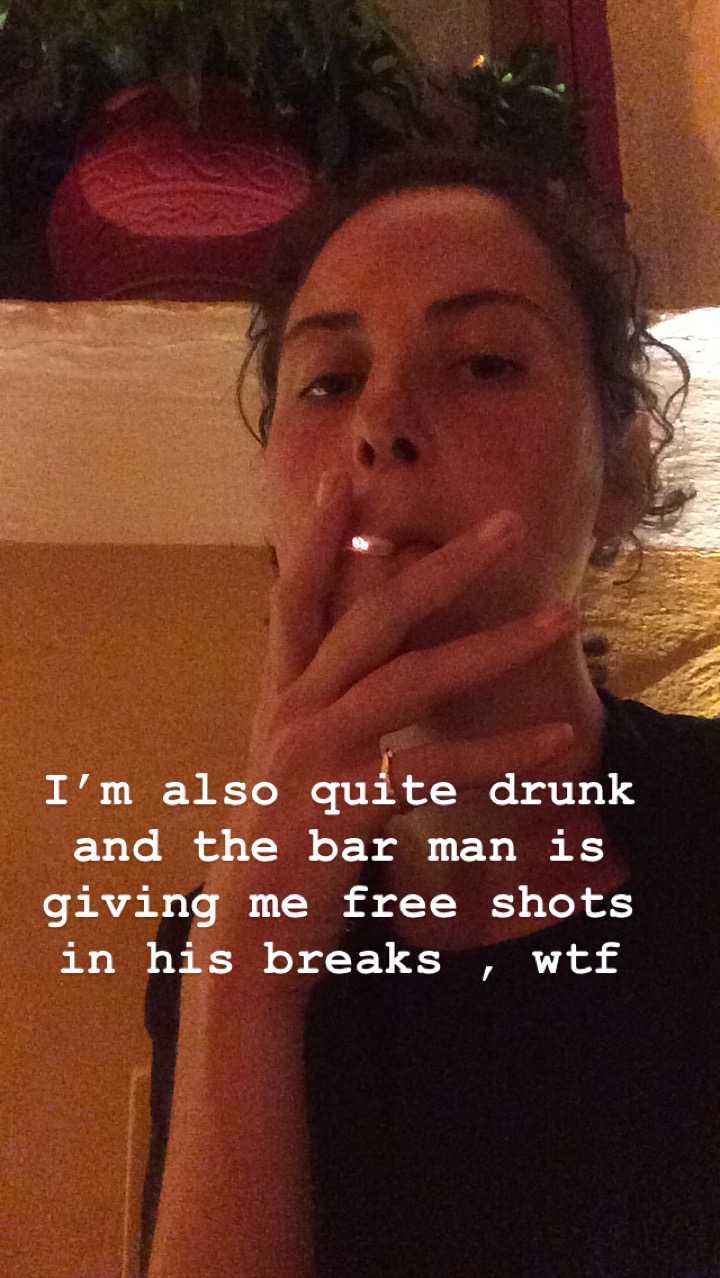 I'm also quite drunk
and the bar man is
giving me free shots
in his breaks , wtf